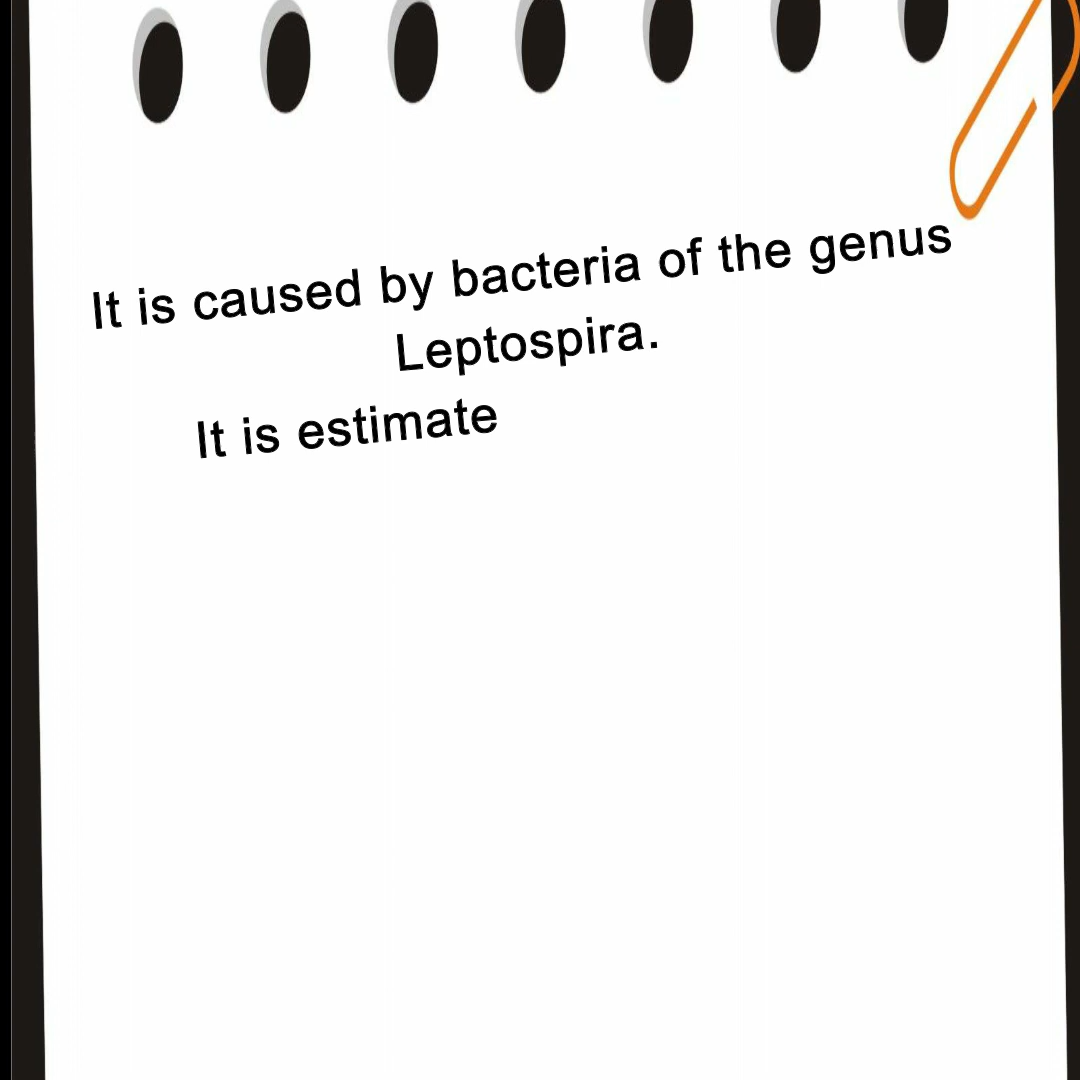 It is caused by bacteria of the genus
Leptospira.
It is estimate